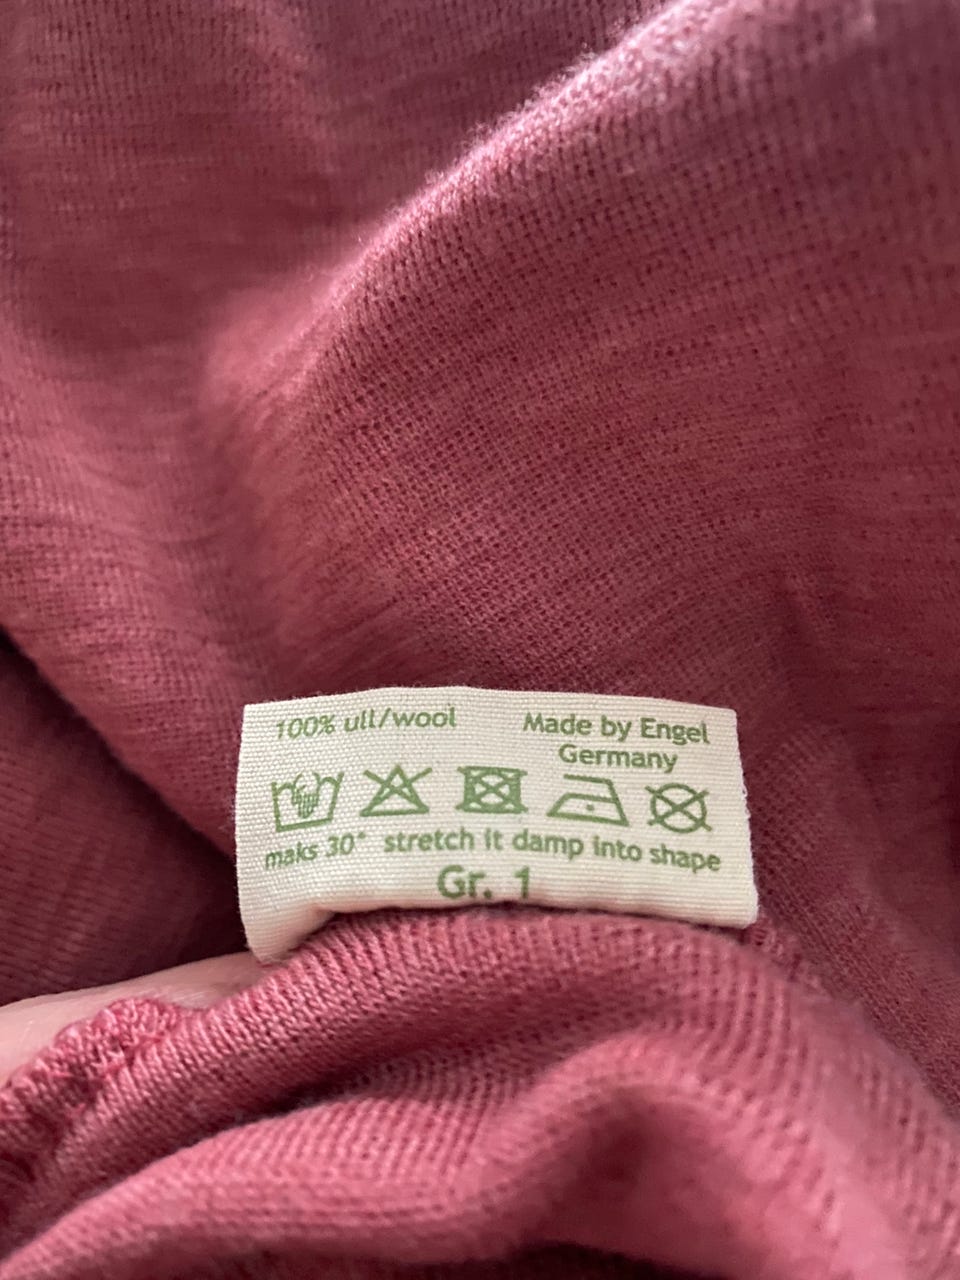 100% ull/wool
Made by Engel
Germany
maks 30° stretch it damp into shape
Gr. 1